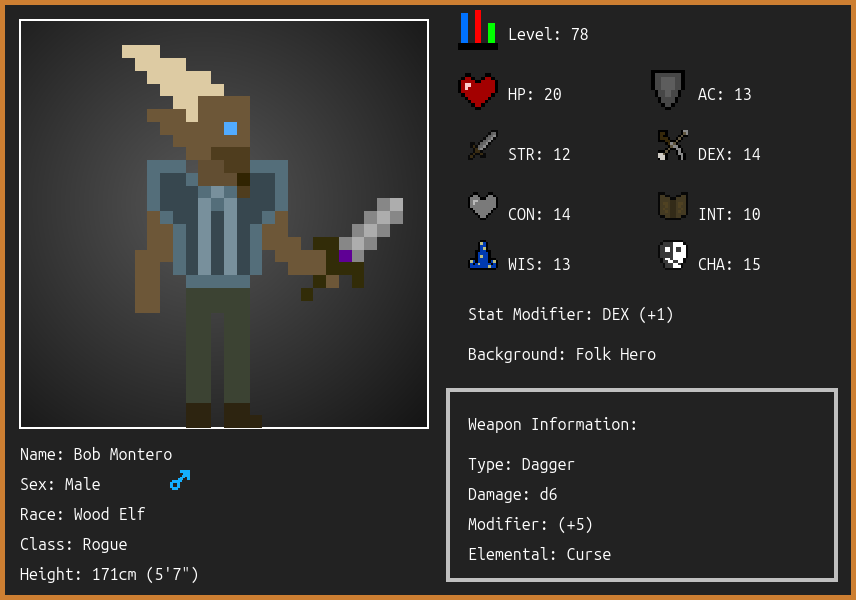 Level: 78
HP: 20
AC: 13
STR: 12
DEX: 14
CON: 14
INT: 10
WIS: 13
CHA: 15
Stat Modifier: DEX (+1)
Background: Folk Hero
Weapon Information:
Type: Dagger
Damage: d6
Modifier: (+5)
Elemental: Curse
Name: Bob Montero
Sex: Male
Race: Wood Elf
Class: Rogue
Height: 171cm (5'7")